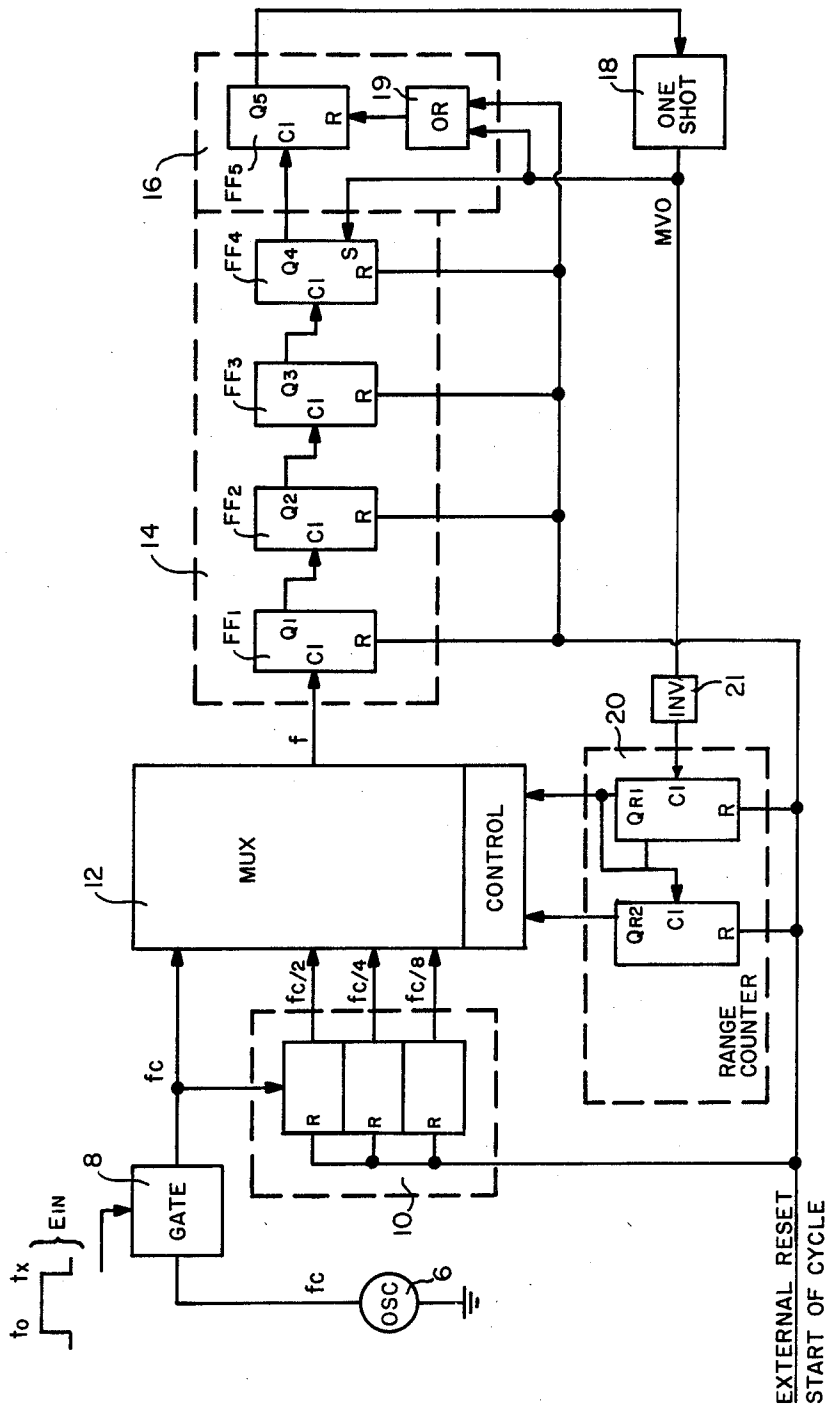 to tx
} EIN
8
GATE
fc
OSC
6
fc
10
R
R
R
fc/2
fc/4
fc/8
12
MUX
CONTROL
f
14
FF1
Q1
CI
R
FF2
Q2
CI
R
FF3
Q3
CI
R
FF4
Q4
CI
S
R
16
FF5
Q5
CI
R
19
OR
18
ONE
SHOT
MVO
INV
21
20
QR1
CI
R
QR2
CI
R
RANGE
COUNTER
EXTERNAL RESET
START OF CYCLE